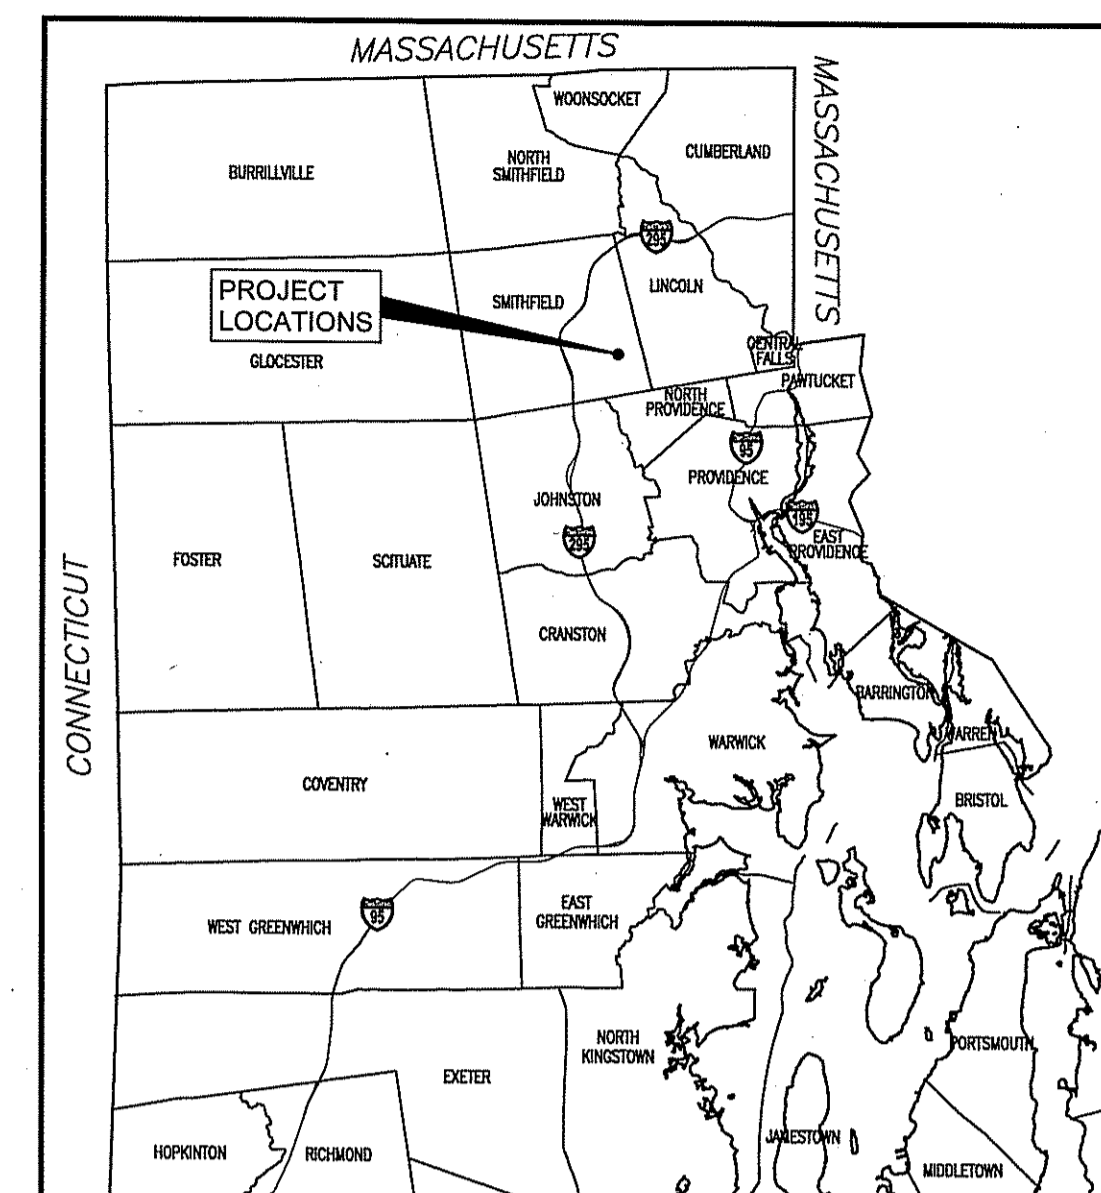 MASSACHUSETTS
MASSACHUSETTS
WOONSOCKET
CUMBERLAND
NORTH
SMITHFIELD
BURRILLVILLE
295
PROJECT
LOCATIONS
SMITHFIELD
LINCOLN
CENTRAL
FALLS
GLOCESTER
PAWTUCKET
NORTH
PROVIDENCE
95
PROVIDENCE
JOHNSTON
195
EAST
PROVIDENCE
295
FOSTER
SCITUATE
CONNECTICUT
CRANSTON
BARRINGTON
WARREN
WARWICK
COVENTRY
BRISTOL
WEST
WARWICK
95
WEST GREENWHICH
EAST
GREENWHICH
NORTH
KINGSTOWN
PORTSMOUTH
EXETER
JAMESTOWN
HOPKINTON
RICHMOND
MIDDLETOWN